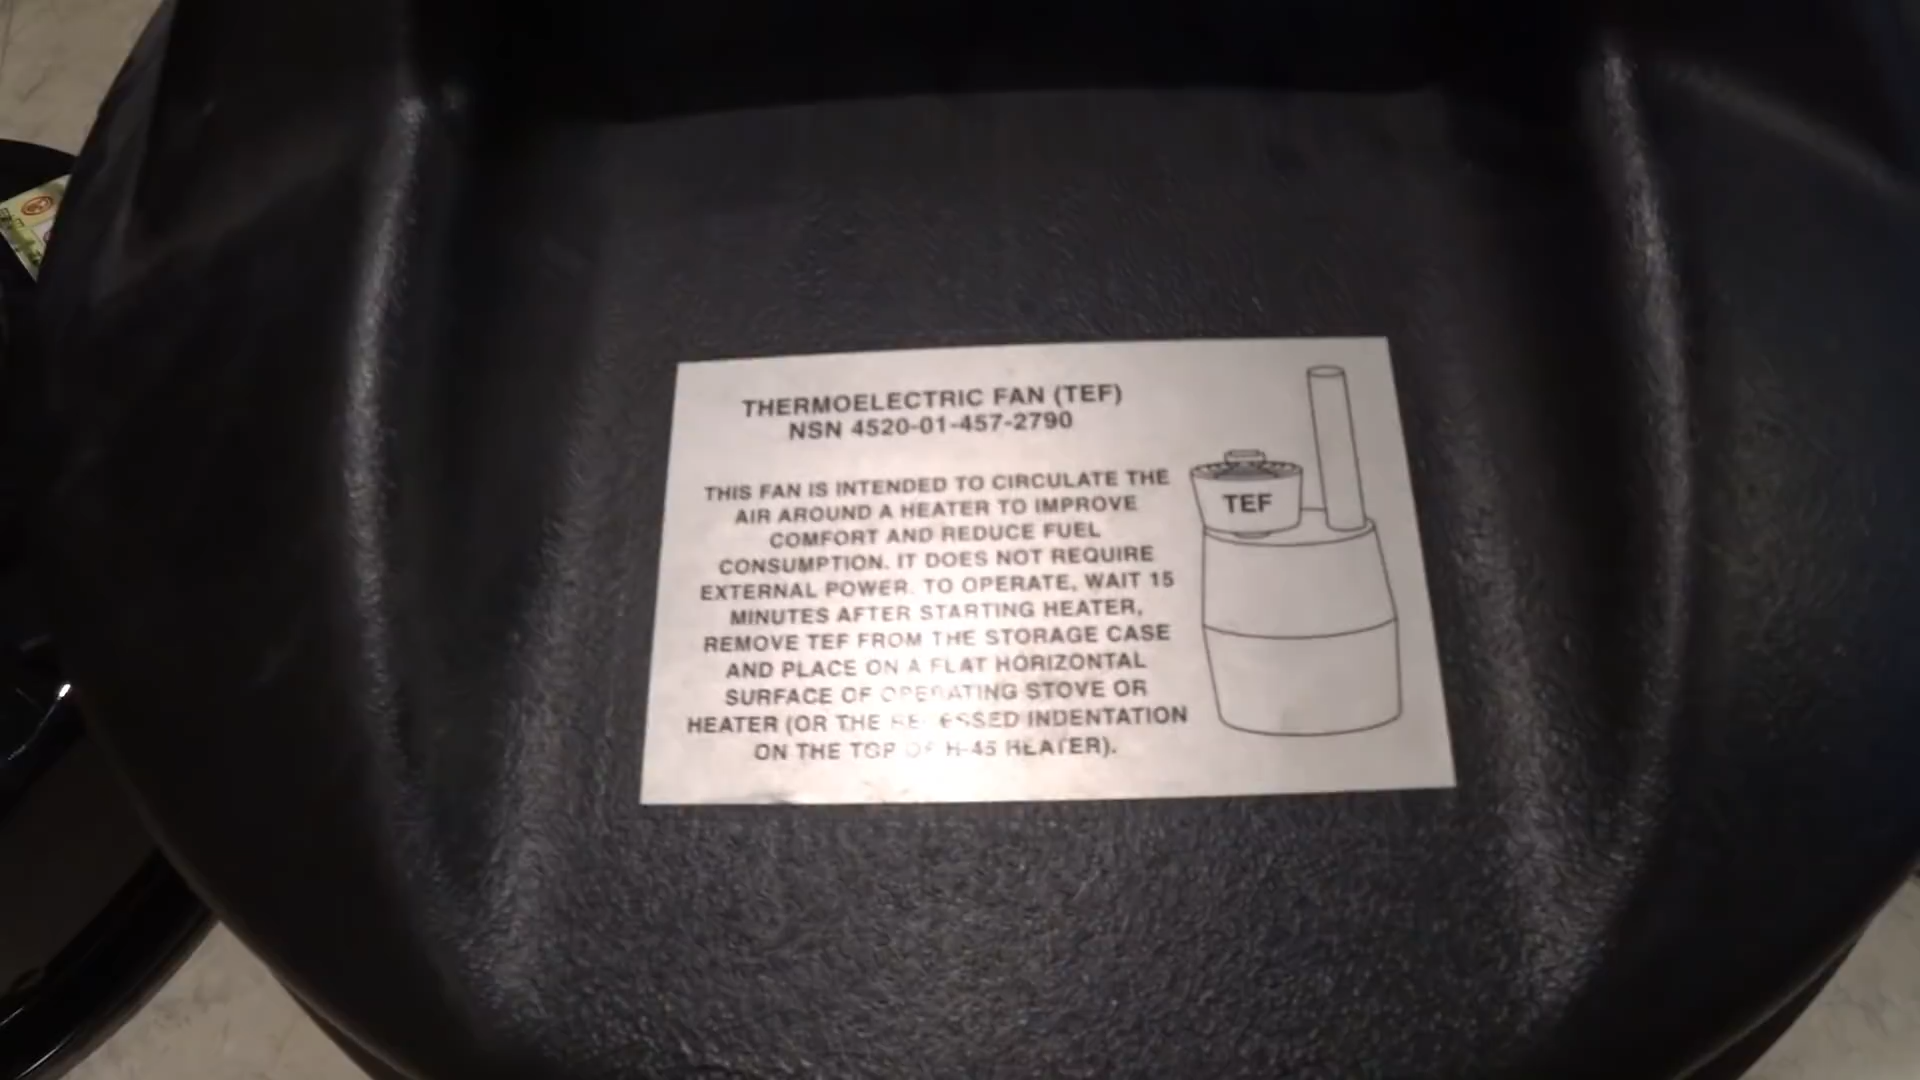 THERMOELECTRIC FAN (TEF)
NSN 4520-01-457-2790
THIS FAN IS INTENDED TO CIRCULATE THE
AIR AROUND A HEATER TO IMPROVE
COMFORT AND REDUCE FUEL
CONSUMPTION. IT DOES NOT REQUIRE
EXTERNAL POWER. TO OPERATE, WAIT 15
MINUTES AFTER STARTING HEATER,
REMOVE TEF FROM THE STORAGE CASE
AND PLACE ON A FLAT HORIZONTAL
SURFACE OF OPERATING STOVE OR
HEATER (OR THE RECESSED INDENTATION
ON THE TOP OF H-45 HEATER).
TEF